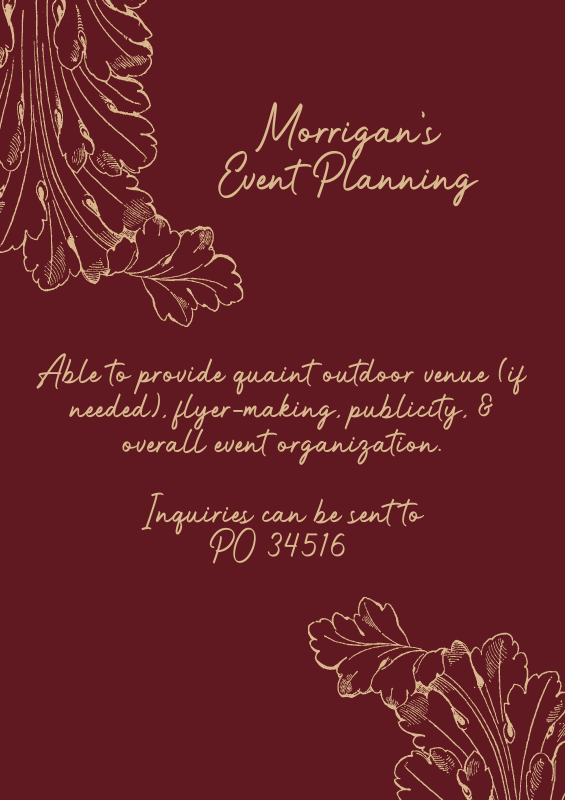 Morrigan's
Event Planning
Able to provide quaint outdoor venue (if
needed), flyer-making, publicity, &
overall event organization.
Inquiries can be sent to
PO 34516